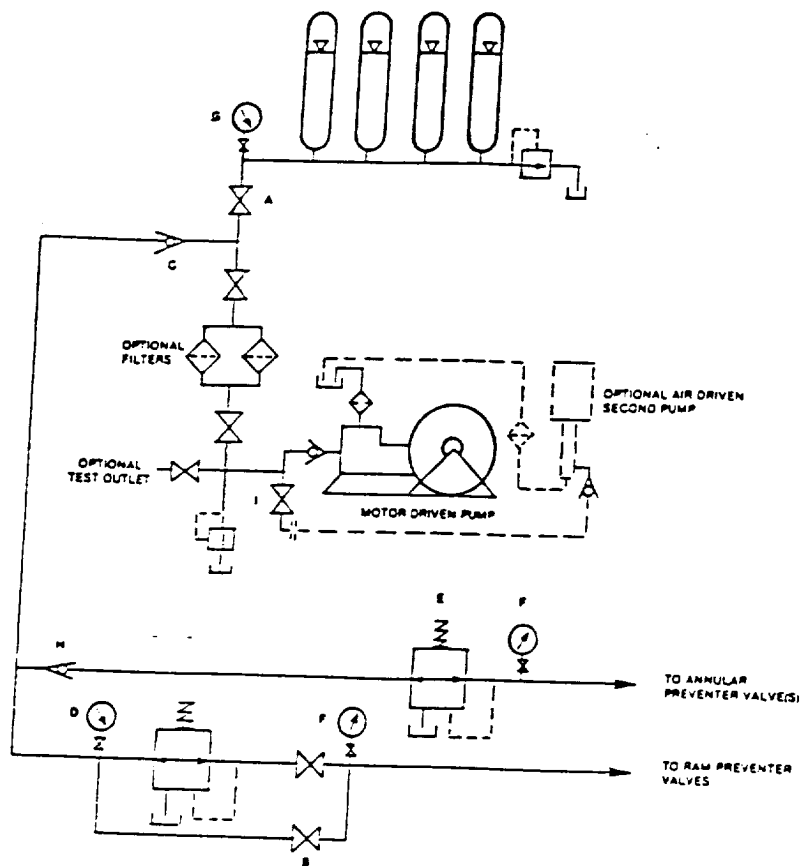 G
A
C
OPTIONAL
FILTERS
OPTIONAL AIR DRIVEN
SECOND PUMP
OPTIONAL
TEST OUTLET
I
MOTOR DRIVEN PUMP
E
F
H
TO ANNULAR
PREVENTER VALVE(S)
D
F
TO RAM PREVENTER
VALVES
B